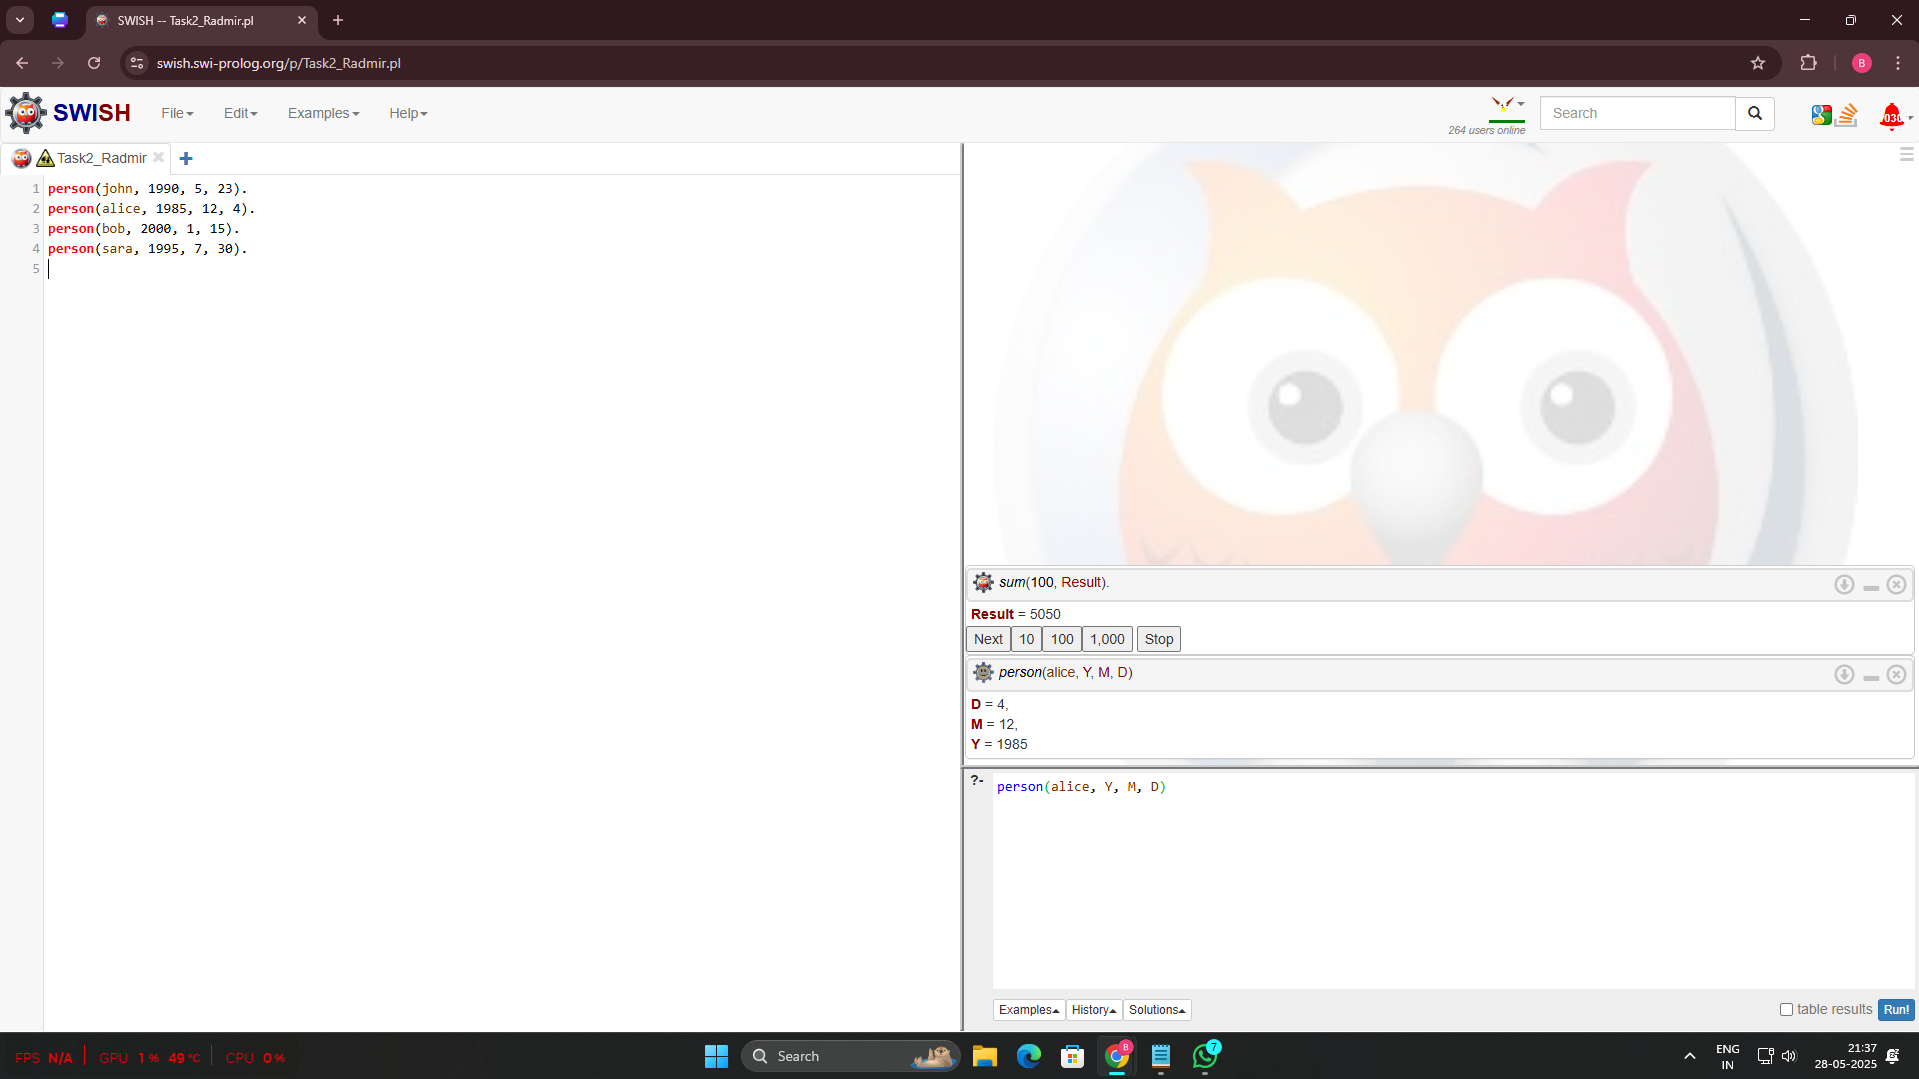 SWISH -- Task2_Radmir.pl
swish.swi-prolog.org/p/Task2_Radmir.pl
B
SWISH
File
Edit
Examples
Help
264 users online
Search
Task2_Radmir
1 person(john, 1990, 5, 23).
2 person(alice, 1985, 12, 4).
3 person(bob, 2000, 1, 15).
4 person(sara, 1995, 7, 30).
5
sum(100, Result).
Result = 5050
Next 10 100 1,000 Stop
person(alice, Y, M, D)
D = 4,
M = 12,
Y = 1985
?- person(alice, Y, M, D)
Examples History Solutions
table results Run!
FPS N/A GPU 1 % 49 °C CPU 0 %
Search
B
7
ENG
IN
21:37
28-05-2025